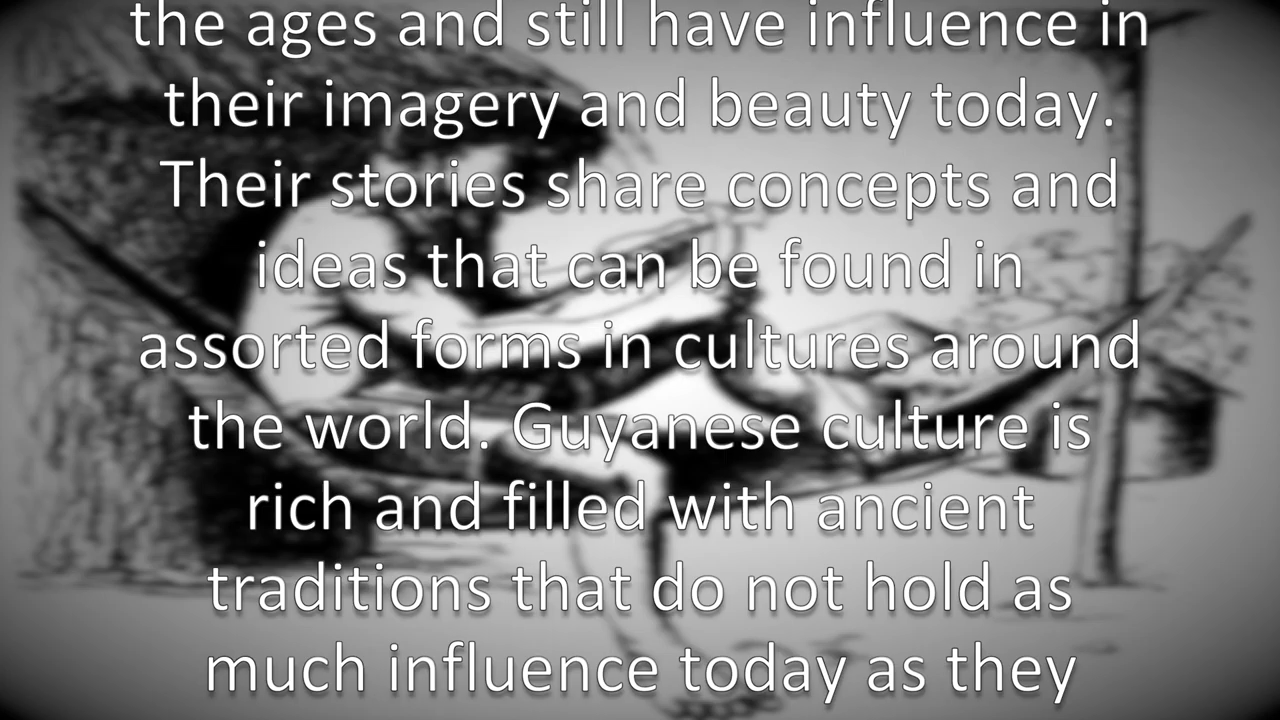 the ages and still have influence in
their imagery and beauty today.
Their stories share concepts and
ideas that can be found in
assorted forms in cultures around
the world. Guyanese culture is
rich and filled with ancient
traditions that do not hold as
much influence today as they